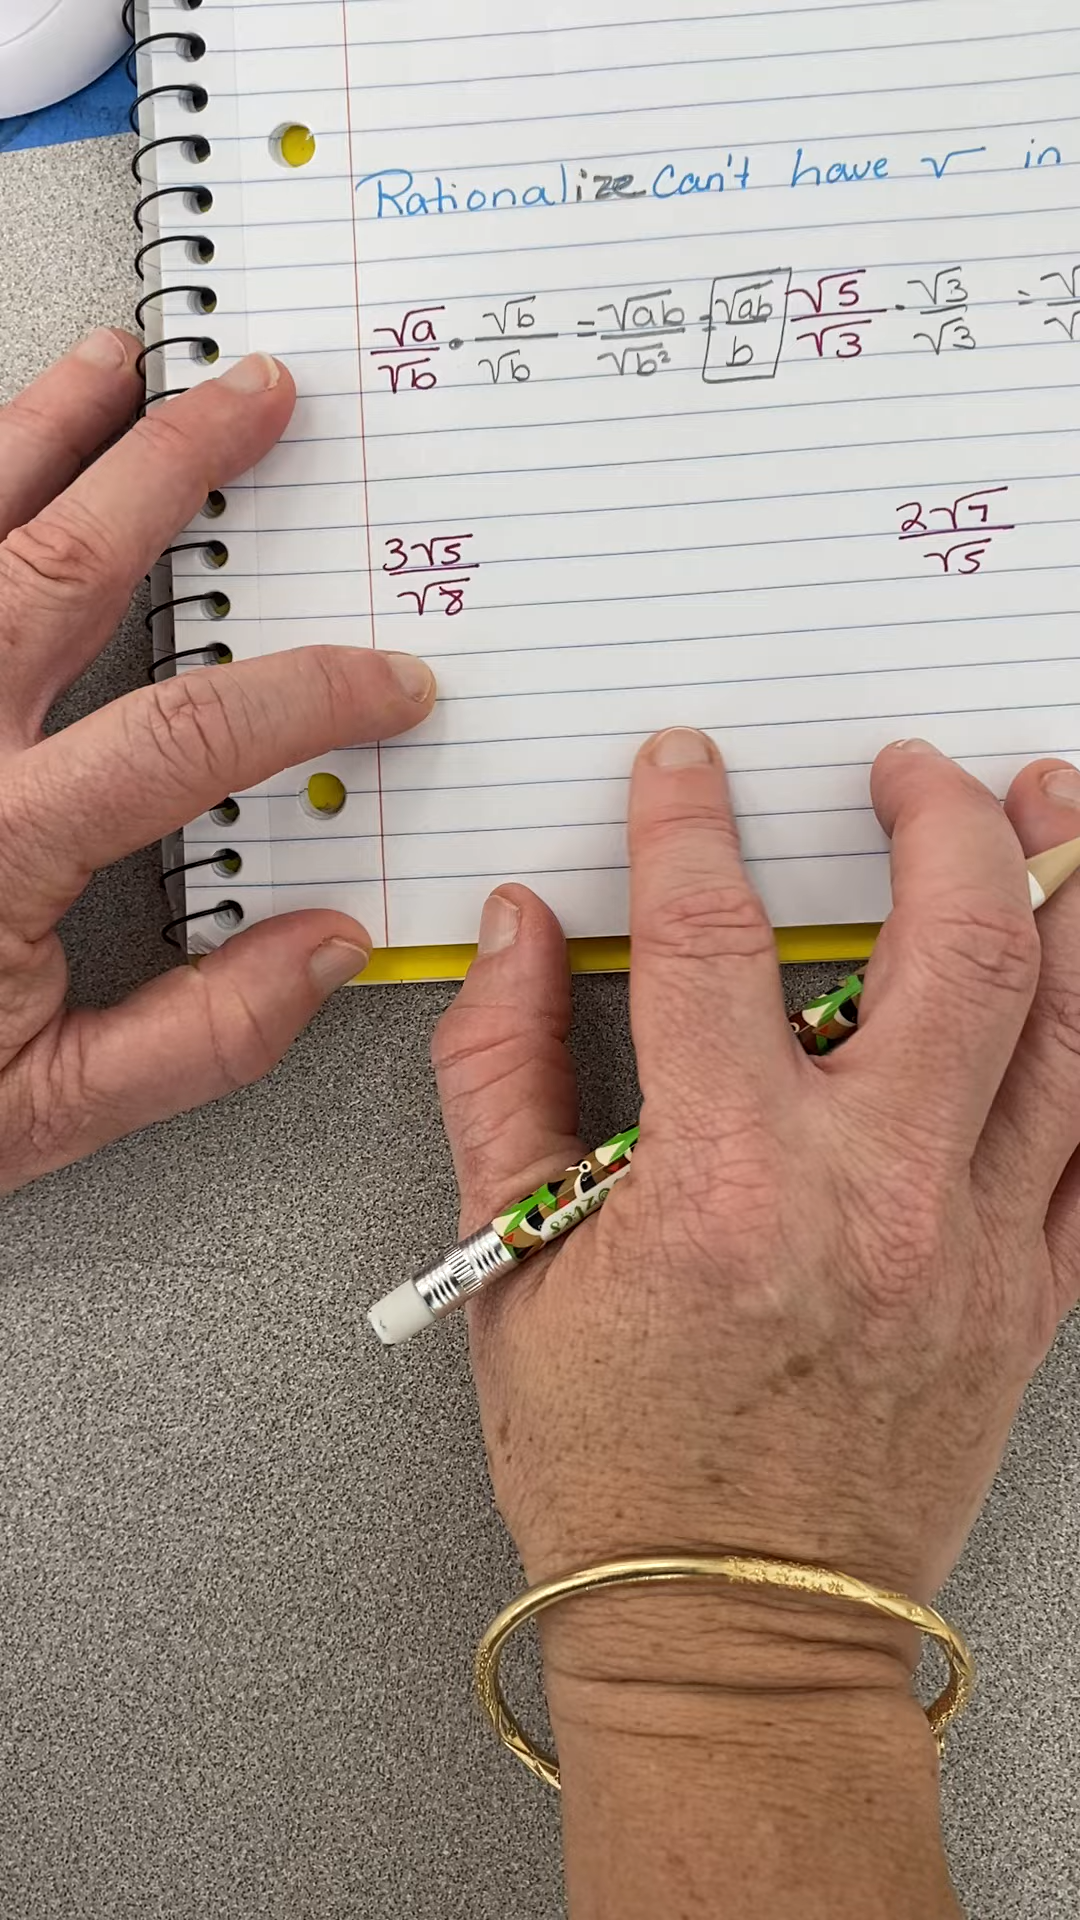 Rationalize Can't have √ in
√a/√b · √b/√b = √ab/√b² = √ab/b √5/√3 · √3/√3 =
3√5/√8 2√7/√5